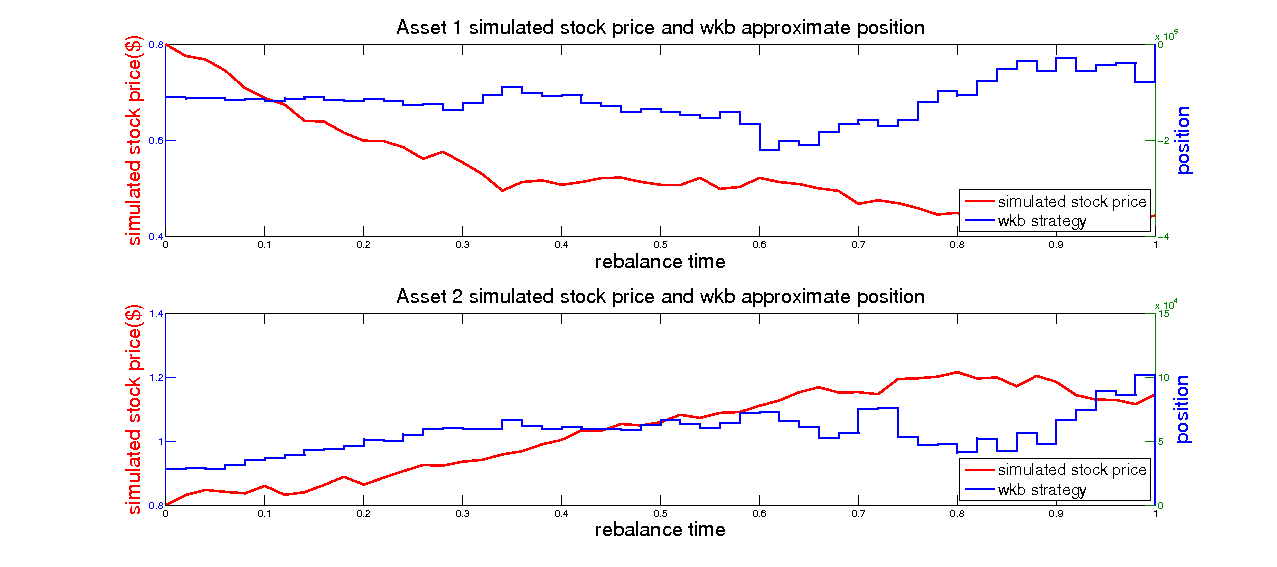 Asset 1 simulated stock price and wkb approximate position
x 10^5
0.8
0.6
0.4
0
−2
−4
simulated stock price($)
position
simulated stock price
wkb strategy
0 0.1 0.2 0.3 0.4 0.5 0.6 0.7 0.8 0.9 1
rebalance time
Asset 2 simulated stock price and wkb approximate position
x 10^4
1.4
1.2
1
0.8
15
10
5
0
simulated stock price($)
position
simulated stock price
wkb strategy
0 0.1 0.2 0.3 0.4 0.5 0.6 0.7 0.8 0.9 1
rebalance time